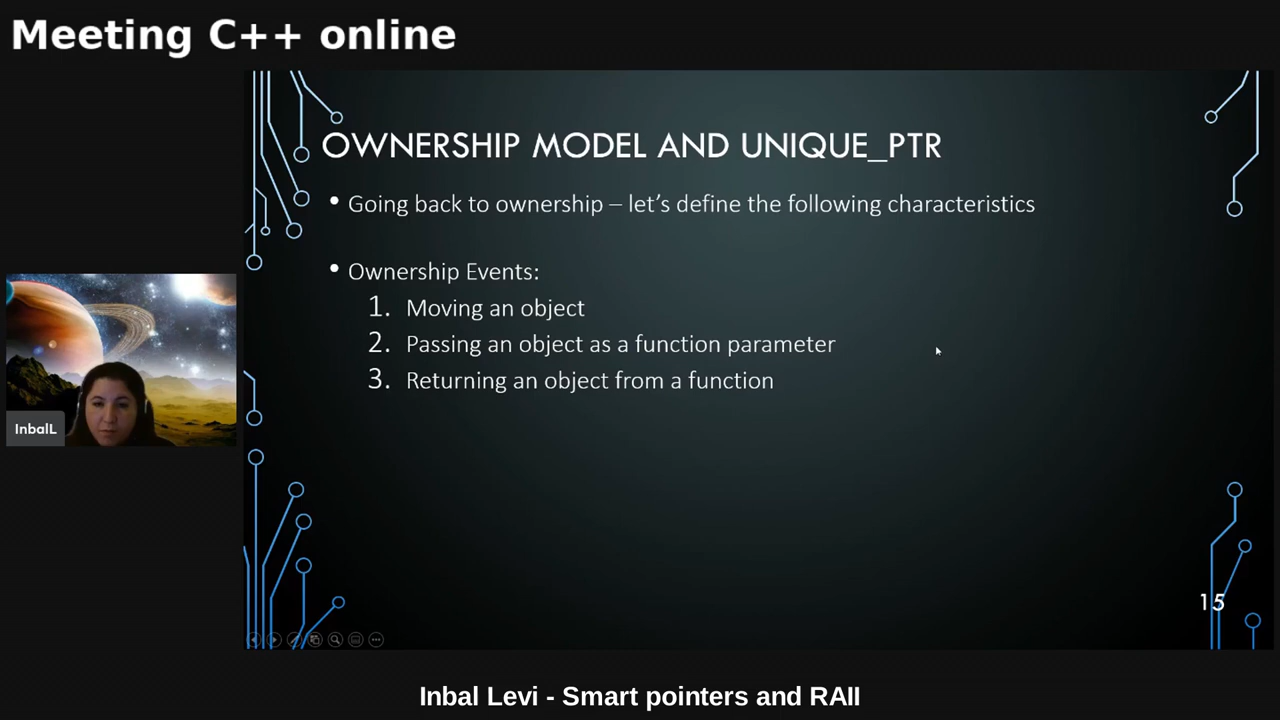 Meeting C++ online
OWNERSHIP MODEL AND UNIQUE_PTR
• Going back to ownership – let’s define the following characteristics
• Ownership Events:
1. Moving an object
2. Passing an object as a function parameter
3. Returning an object from a function
InbalL
15
Inbal Levi - Smart pointers and RAII